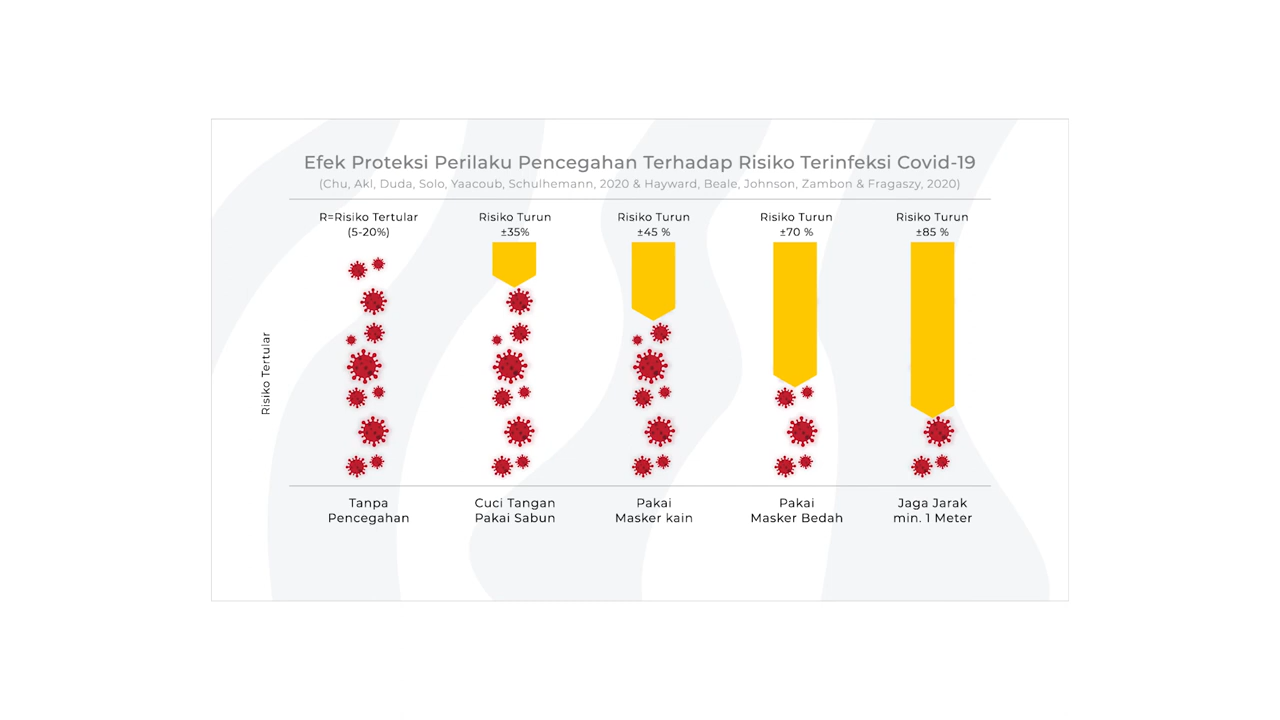 Efek Proteksi Perilaku Pencegahan Terhadap Risiko Terinfeksi Covid-19
(Chu, Akl, Duda, Solo, Yaacoub, Schulhemann, 2020 & Hayward, Beale, Johnson, Zambon & Fragaszy, 2020)
R=Risiko Tertular
(5-20%)
Risiko Turun
±35%
Risiko Turun
±45 %
Risiko Turun
±70 %
Risiko Turun
±85 %
Risiko Tertular
Tanpa
Pencegahan
Cuci Tangan
Pakai Sabun
Pakai
Masker kain
Pakai
Masker Bedah
Jaga Jarak
min. 1 Meter